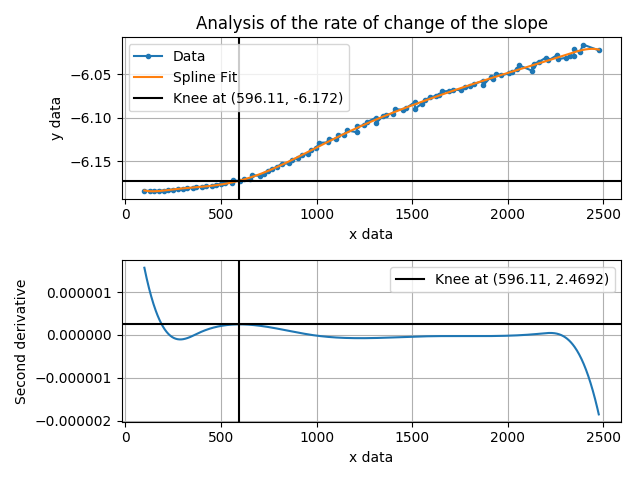 Analysis of the rate of change of the slope
Data
Spline Fit
Knee at (596.11, -6.172)
y data
−6.05
−6.10
−6.15
0 500 1000 1500 2000 2500
x data
Knee at (596.11, 2.4692)
Second derivative
0.000001
0.000000
−0.000001
−0.000002
0 500 1000 1500 2000 2500
x data